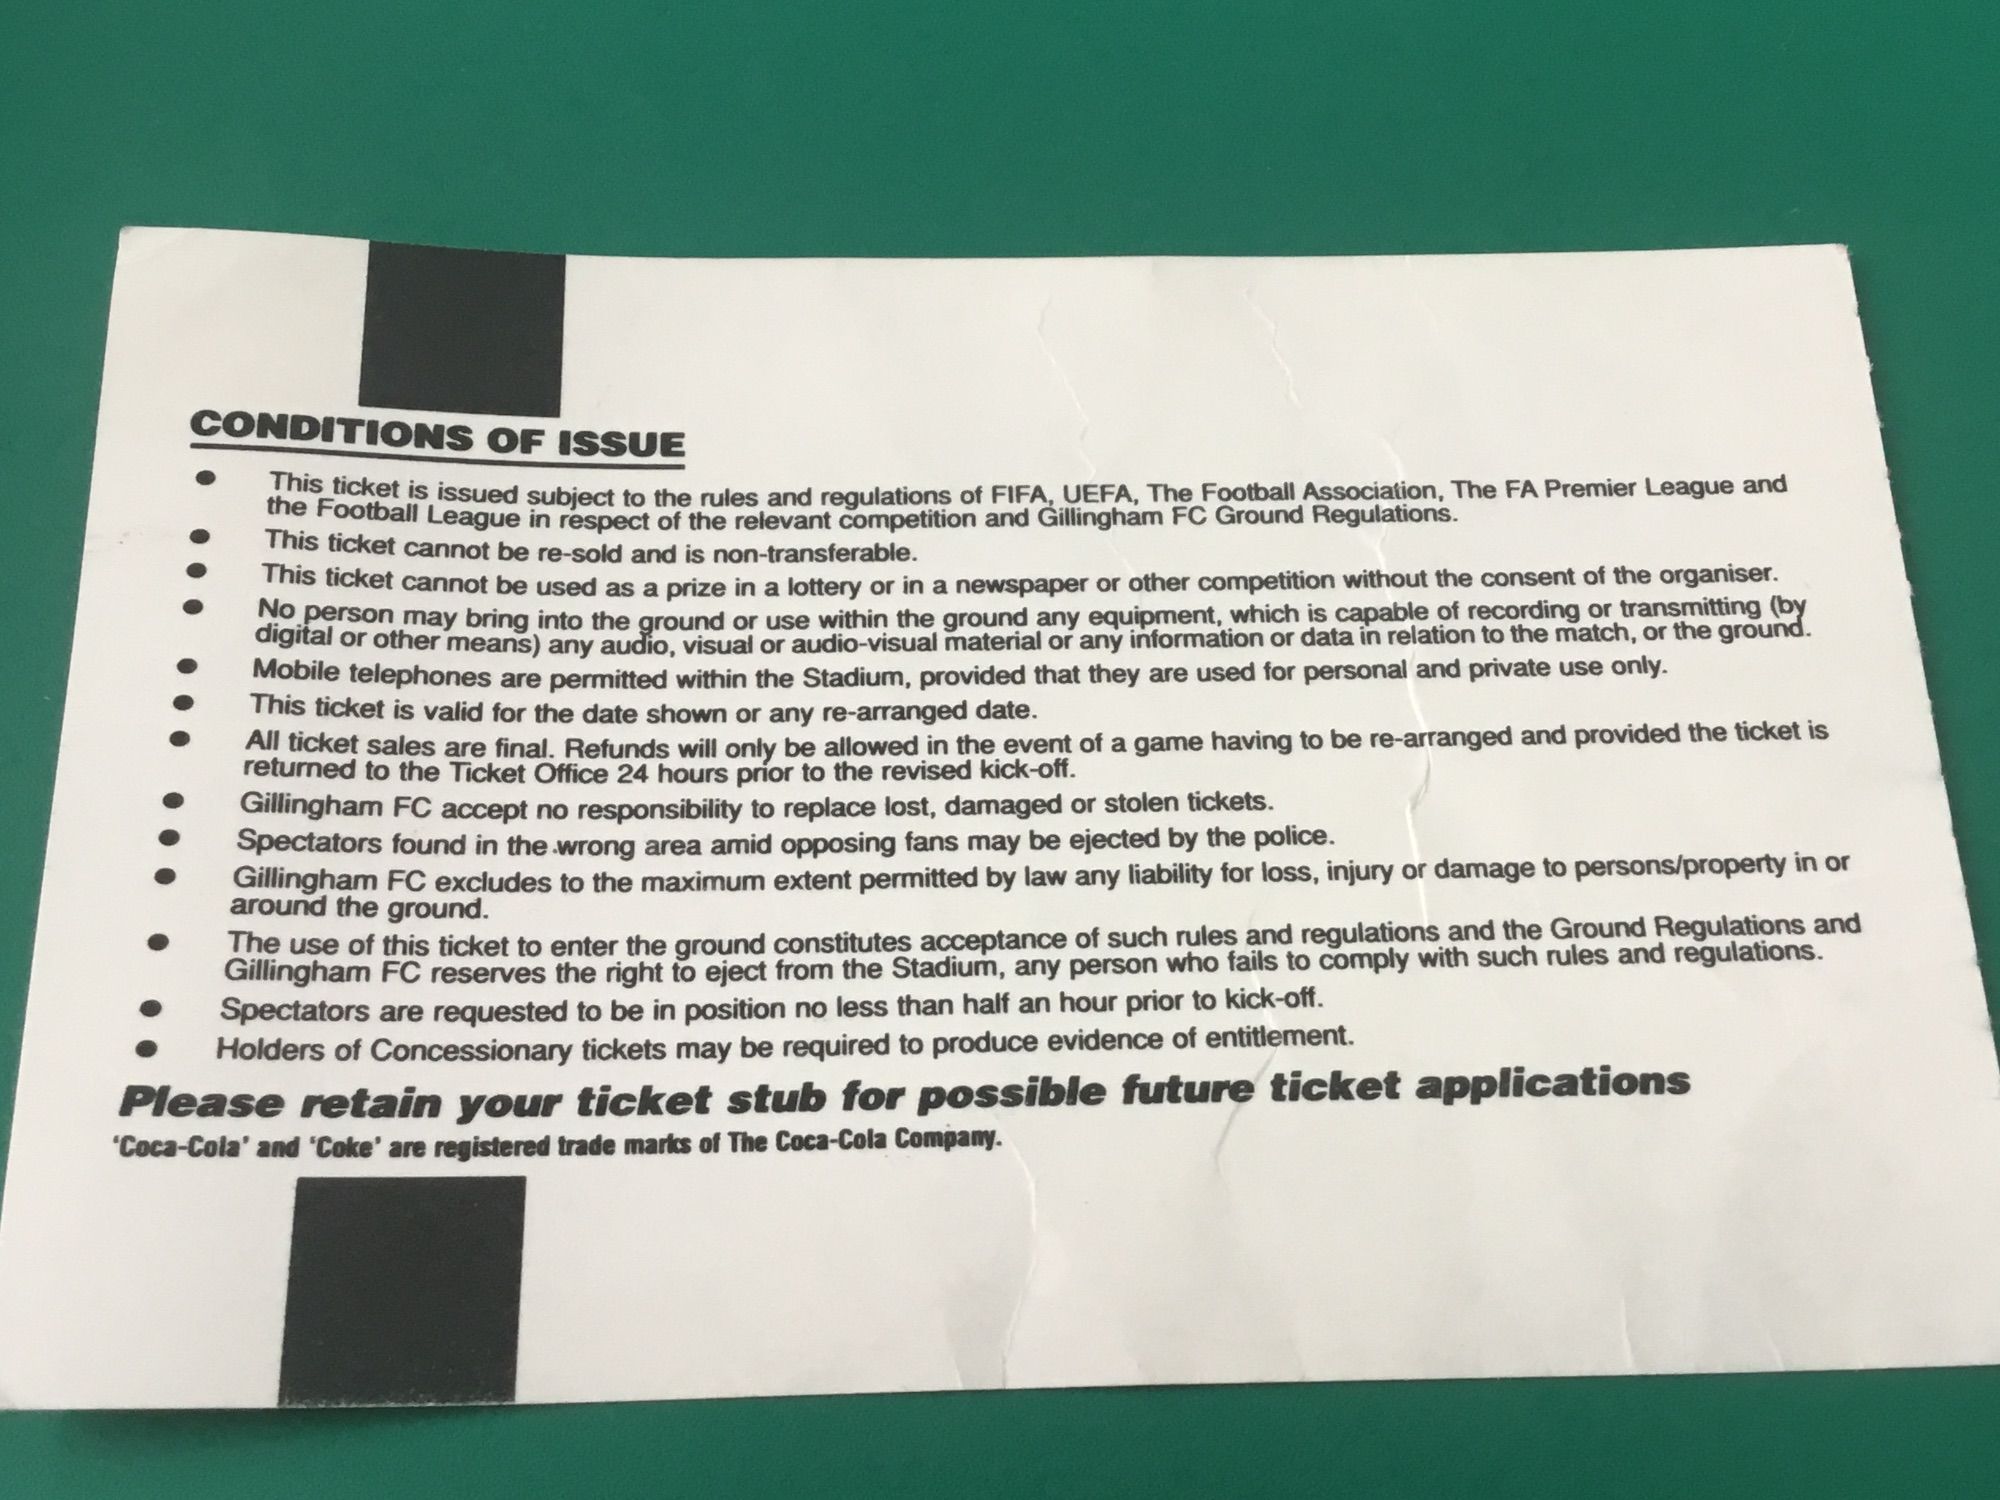 CONDITIONS OF ISSUE
● This ticket is issued subject to the rules and regulations of FIFA, UEFA, The Football Association, The FA Premier League and
the Football League in respect of the relevant competition and Gillingham FC Ground Regulations.
● This ticket cannot be re-sold and is non-transferable.
● This ticket cannot be used as a prize in a lottery or in a newspaper or other competition without the consent of the organiser.
● No person may bring into the ground or use within the ground any equipment, which is capable of recording or transmitting (by
digital or other means) any audio, visual or audio-visual material or any information or data in relation to the match, or the ground.
● Mobile telephones are permitted within the Stadium, provided that they are used for personal and private use only.
● This ticket is valid for the date shown or any re-arranged date.
● All ticket sales are final. Refunds will only be allowed in the event of a game having to be re-arranged and provided the ticket is
returned to the Ticket Office 24 hours prior to the revised kick-off.
● Gillingham FC accept no responsibility to replace lost, damaged or stolen tickets.
● Spectators found in the wrong area amid opposing fans may be ejected by the police.
● Gillingham FC excludes to the maximum extent permitted by law any liability for loss, injury or damage to persons/property in or
around the ground.
● The use of this ticket to enter the ground constitutes acceptance of such rules and regulations and the Ground Regulations and
Gillingham FC reserves the right to eject from the Stadium, any person who fails to comply with such rules and regulations.
● Spectators are requested to be in position no less than half an hour prior to kick-off.
● Holders of Concessionary tickets may be required to produce evidence of entitlement.
Please retain your ticket stub for possible future ticket applications
‘Coca-Cola’ and ‘Coke’ are registered trade marks of The Coca-Cola Company.